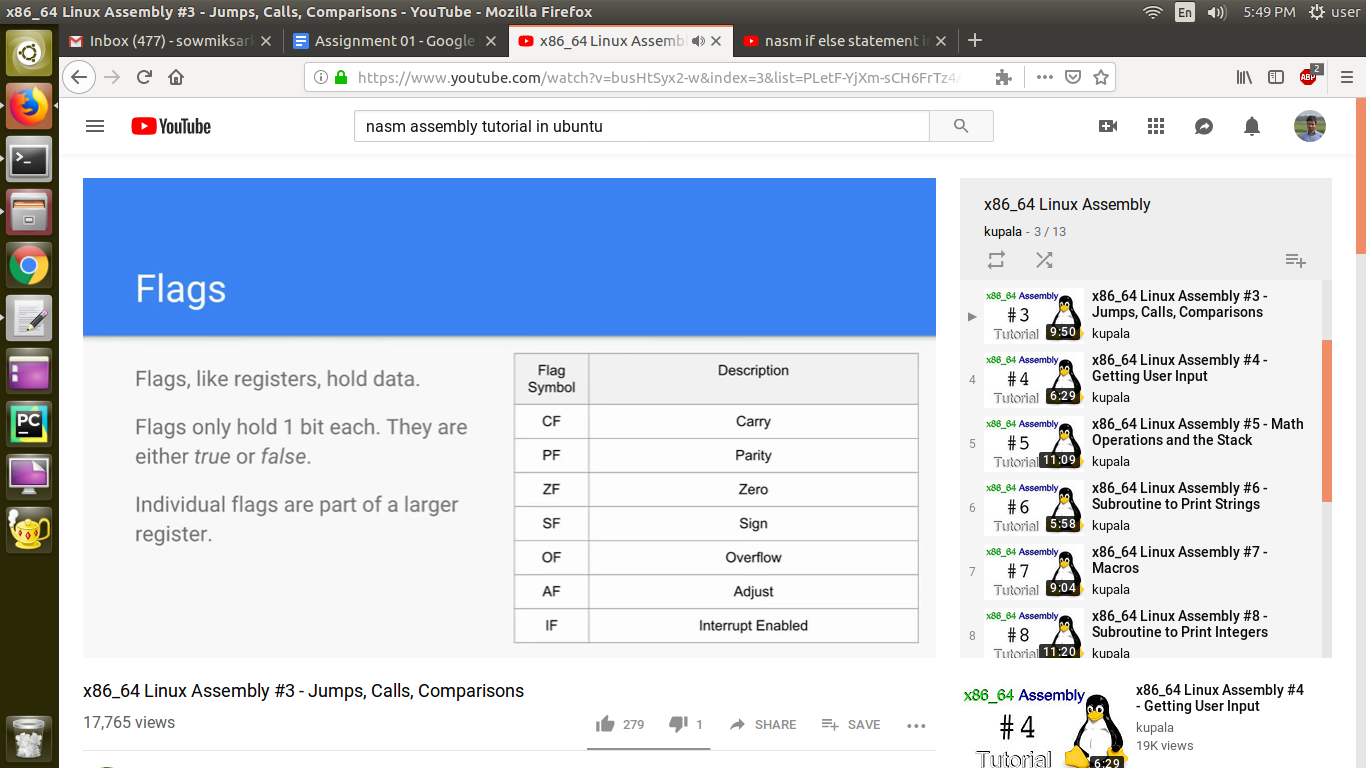 x86_64 Linux Assembly #3 - Jumps, Calls, Comparisons - YouTube - Mozilla Firefox
En
5:49 PM
user
Inbox (477) - sowmiksar
Assignment 01 - Google
x86_64 Linux Assemb
nasm if else statement i
https://www.youtube.com/watch?v=busHtSyx2-w&index=3&list=PLetF-YjXm-sCH6FrTz4
ABP
2
YouTube
nasm assembly tutorial in ubuntu
Flags
Flags, like registers, hold data.
Flags only hold 1 bit each. They are
either true or false.
Individual flags are part of a larger
register.
Flag
Symbol
Description
CF
Carry
PF
Parity
ZF
Zero
SF
Sign
OF
Overflow
AF
Adjust
IF
Interrupt Enabled
x86_64 Linux Assembly
kupala - 3 / 13
x86_64 Assembly
#3
Tutorial
9:50
x86_64 Linux Assembly #3 -
Jumps, Calls, Comparisons
kupala
4
x86_64 Assembly
#4
Tutorial
6:29
x86_64 Linux Assembly #4 -
Getting User Input
kupala
5
x86_64 Assembly
#5
Tutorial
11:09
x86_64 Linux Assembly #5 - Math
Operations and the Stack
kupala
6
x86_64 Assembly
#6
Tutorial
5:58
x86_64 Linux Assembly #6 -
Subroutine to Print Strings
kupala
7
x86_64 Assembly
#7
Tutorial
9:04
x86_64 Linux Assembly #7 -
Macros
kupala
8
x86_64 Assembly
#8
Tutorial
11:20
x86_64 Linux Assembly #8 -
Subroutine to Print Integers
kupala
x86_64 Linux Assembly #3 - Jumps, Calls, Comparisons
17,765 views
279
1
SHARE
SAVE
x86_64 Assembly
#4
Tutorial
6:29
x86_64 Linux Assembly #4
- Getting User Input
kupala
19K views
PC